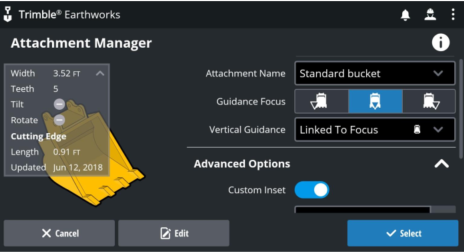 Trimble® Earthworks
Attachment Manager
Width 3.52 FT
Teeth 5
Tilt
Rotate
Cutting Edge
Length 0.91 FT
Updated Jun 12, 2018
Attachment Name Standard bucket
Guidance Focus
Vertical Guidance Linked To Focus
Advanced Options
Custom Inset
Cancel
Edit
Select